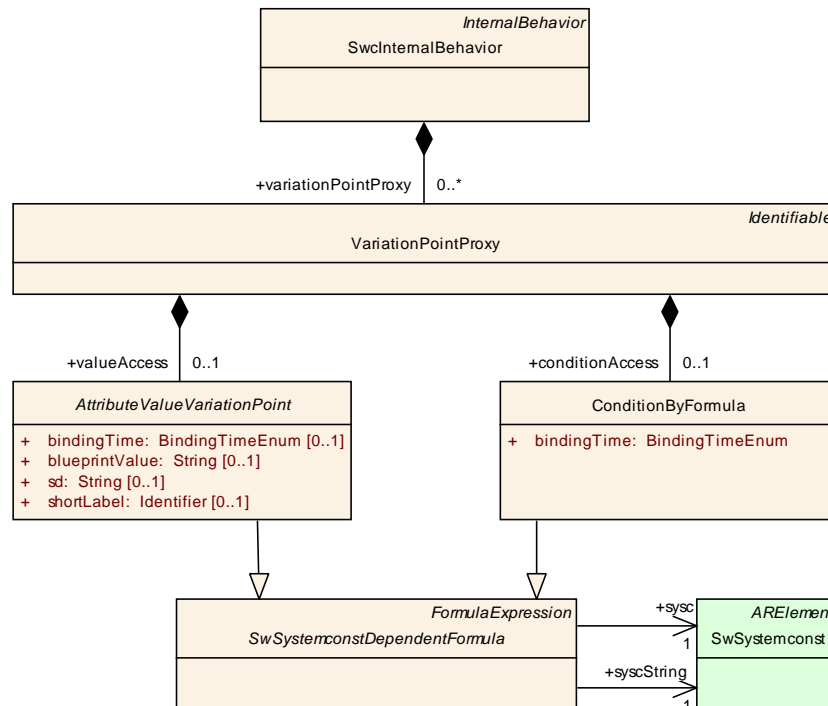 InternalBehavior
SwcInternalBehavior
+variationPointProxy 0..*
Identifiable
VariationPointProxy
+valueAccess 0..1
+conditionAccess 0..1
AttributeValueVariationPoint
+ bindingTime: BindingTimeEnum [0..1]
+ blueprintValue: String [0..1]
+ sd: String [0..1]
+ shortLabel: Identifier [0..1]
ConditionByFormula
+ bindingTime: BindingTimeEnum
FormulaExpression
SwSystemconstDependentFormula
+sysc
1
+syscString
1
ARElemen
SwSystemconst